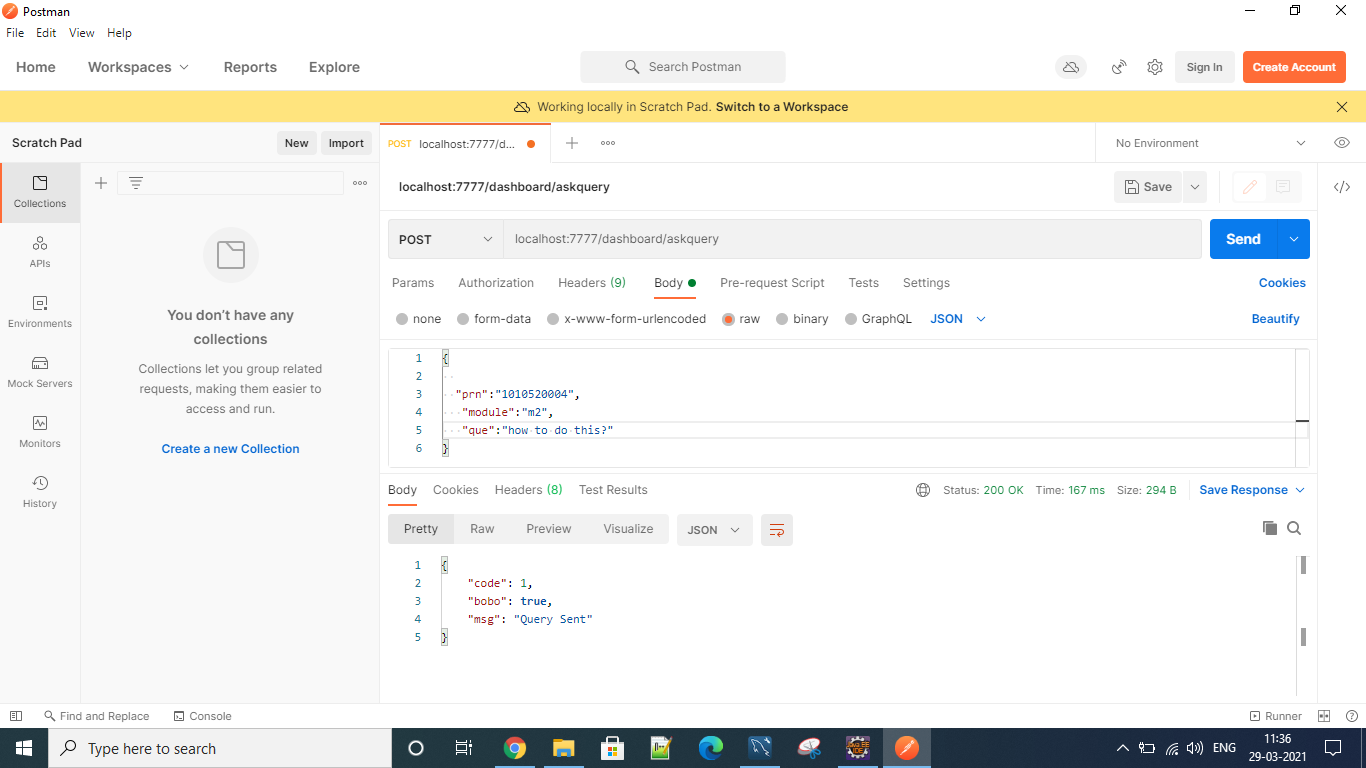 Postman
File Edit View Help
Home Workspaces Reports Explore Search Postman Sign In Create Account
Working locally in Scratch Pad. Switch to a Workspace
Scratch Pad New Import POST localhost:7777/d... No Environment
localhost:7777/dashboard/askquery Save
POST localhost:7777/dashboard/askquery Send
Params Authorization Headers (9) Body Pre-request Script Tests Settings Cookies
none form-data x-www-form-urlencoded raw binary GraphQL JSON Beautify
1 {
2
3 "prn":"1010520004",
4 "module":"m2",
5 "que":"how to do this?"
6 }
Collections
APIs
Environments
Mock Servers
Monitors
History
You don't have any
collections
Collections let you group related
requests, making them easier to
access and run.
Create a new Collection
Body Cookies Headers (8) Test Results Status: 200 OK Time: 167 ms Size: 294 B Save Response
Pretty Raw Preview Visualize JSON
1 {
2 "code": 1,
3 "bobo": true,
4 "msg": "Query Sent"
5 }
Find and Replace Console Runner
Type here to search ENG 11:36
29-03-2021